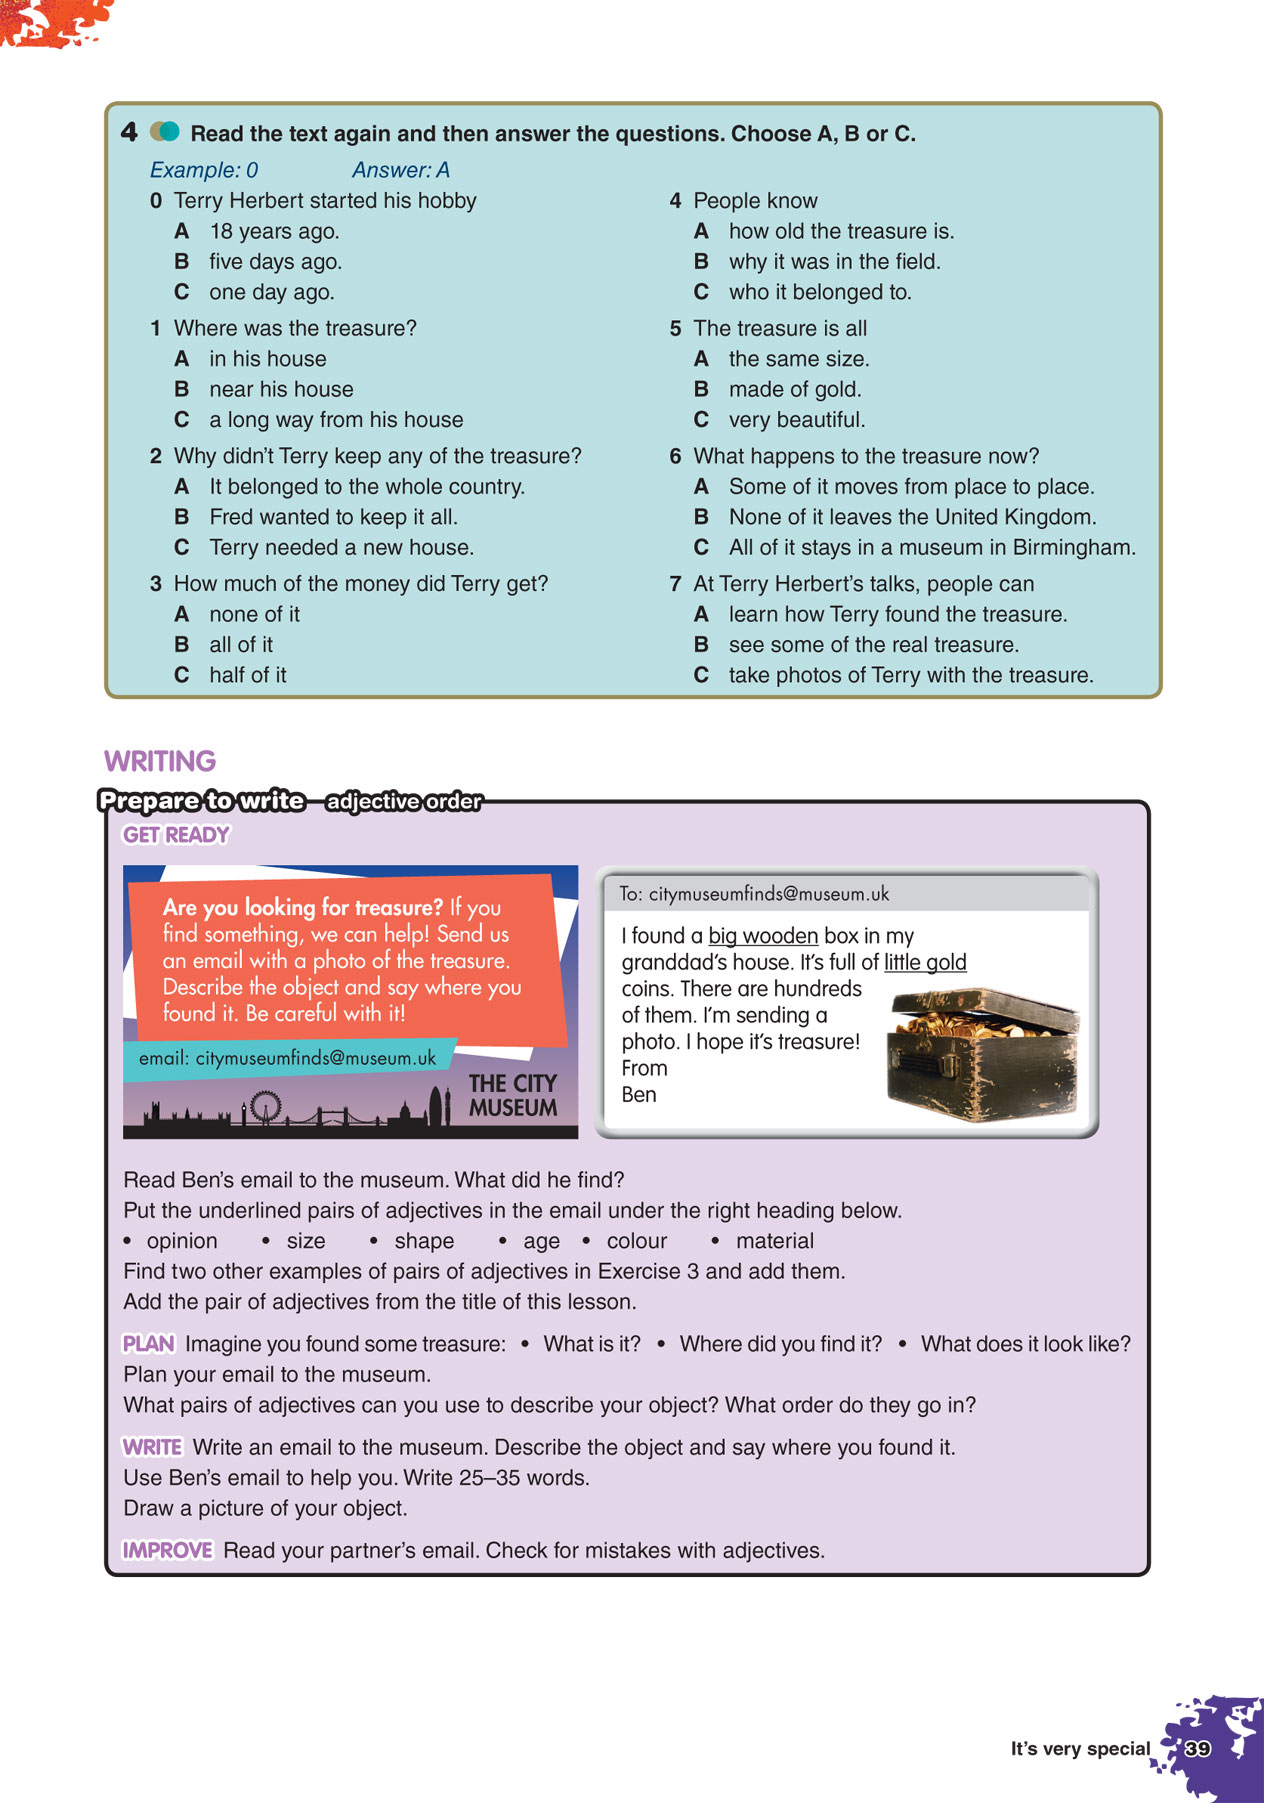 4 Read the text again and then answer the questions. Choose A, B or C.
Example: 0 Answer: A
0 Terry Herbert started his hobby
A 18 years ago.
B five days ago.
C one day ago.
1 Where was the treasure?
A in his house
B near his house
C a long way from his house
2 Why didn't Terry keep any of the treasure?
A It belonged to the whole country.
B Fred wanted to keep it all.
C Terry needed a new house.
3 How much of the money did Terry get?
A none of it
B all of it
C half of it
4 People know
A how old the treasure is.
B why it was in the field.
C who it belonged to.
5 The treasure is all
A the same size.
B made of gold.
C very beautiful.
6 What happens to the treasure now?
A Some of it moves from place to place.
B None of it leaves the United Kingdom.
C All of it stays in a museum in Birmingham.
7 At Terry Herbert's talks, people can
A learn how Terry found the treasure.
B see some of the real treasure.
C take photos of Terry with the treasure.
WRITING
Prepare to write adjective order
GET READY
Are you looking for treasure? If you
find something, we can help! Send us
an email with a photo of the treasure.
Describe the object and say where you
found it. Be careful with it!
email: citymuseumfinds@museum.uk
THE CITY
MUSEUM
To: citymuseumfinds@museum.uk
I found a big wooden box in my
granddad's house. It's full of little gold
coins. There are hundreds
of them. I'm sending a
photo. I hope it's treasure!
From
Ben
Read Ben's email to the museum. What did he find?
Put the underlined pairs of adjectives in the email under the right heading below.
• opinion • size • shape • age • colour • material
Find two other examples of pairs of adjectives in Exercise 3 and add them.
Add the pair of adjectives from the title of this lesson.
PLAN Imagine you found some treasure: • What is it? • Where did you find it? • What does it look like?
Plan your email to the museum.
What pairs of adjectives can you use to describe your object? What order do they go in?
WRITE Write an email to the museum. Describe the object and say where you found it.
Use Ben's email to help you. Write 25–35 words.
Draw a picture of your object.
IMPROVE Read your partner's email. Check for mistakes with adjectives.
It's very special 39